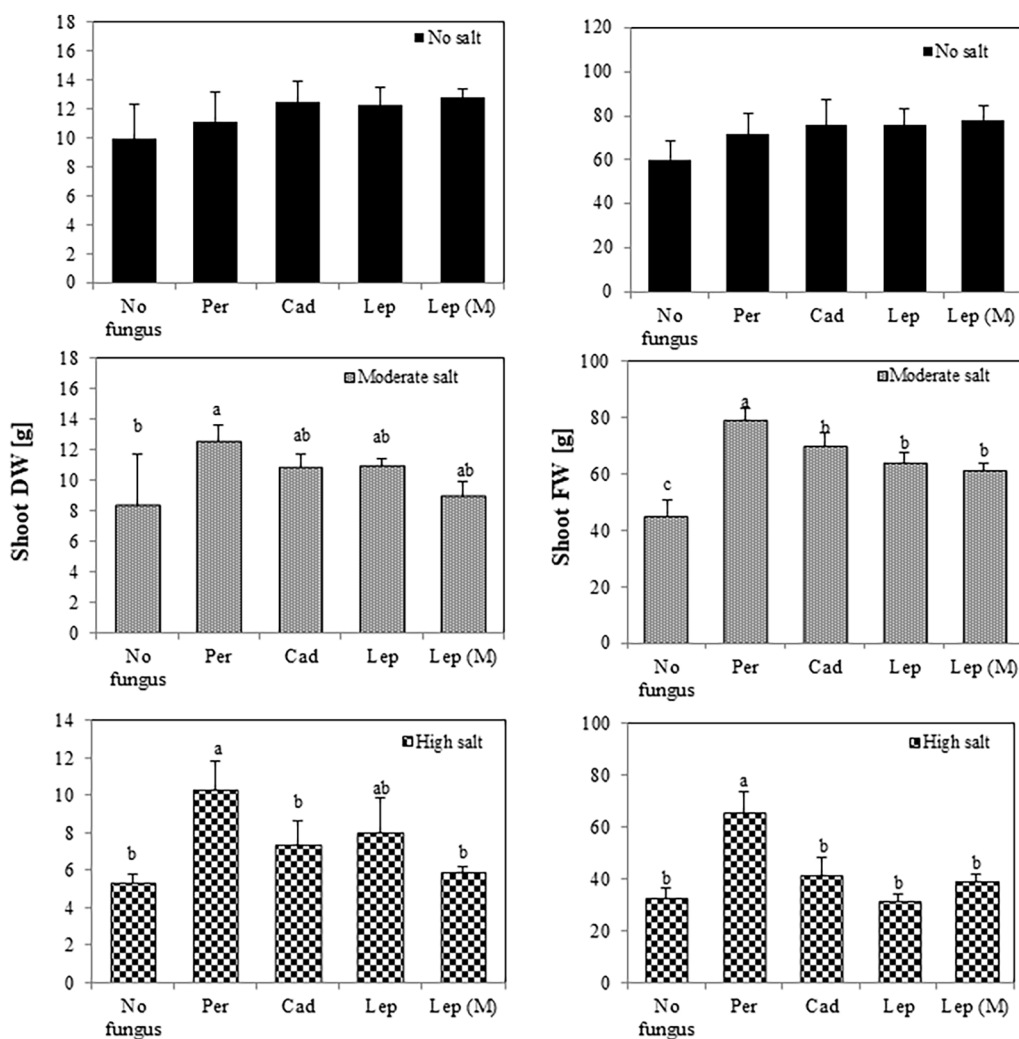 Shoot DW [g]
No salt
18
16
14
12
10
8
6
4
2
0
No fungus
Per
Cad
Lep
Lep (M)
Moderate salt
18
16
14
12
10
8
6
4
2
0
b
a
ab
ab
ab
No fungus
Per
Cad
Lep
Lep (M)
High salt
14
12
10
8
6
4
2
0
b
a
b
ab
b
No fungus
Per
Cad
Lep
Lep (M)
Shoot FW [g]
No salt
120
100
80
60
40
20
0
No fungus
Per
Cad
Lep
Lep (M)
Moderate salt
100
80
60
40
20
0
c
a
b
b
b
No fungus
Per
Cad
Lep
Lep (M)
High salt
100
80
60
40
20
0
b
a
b
b
b
No fungus
Per
Cad
Lep
Lep (M)